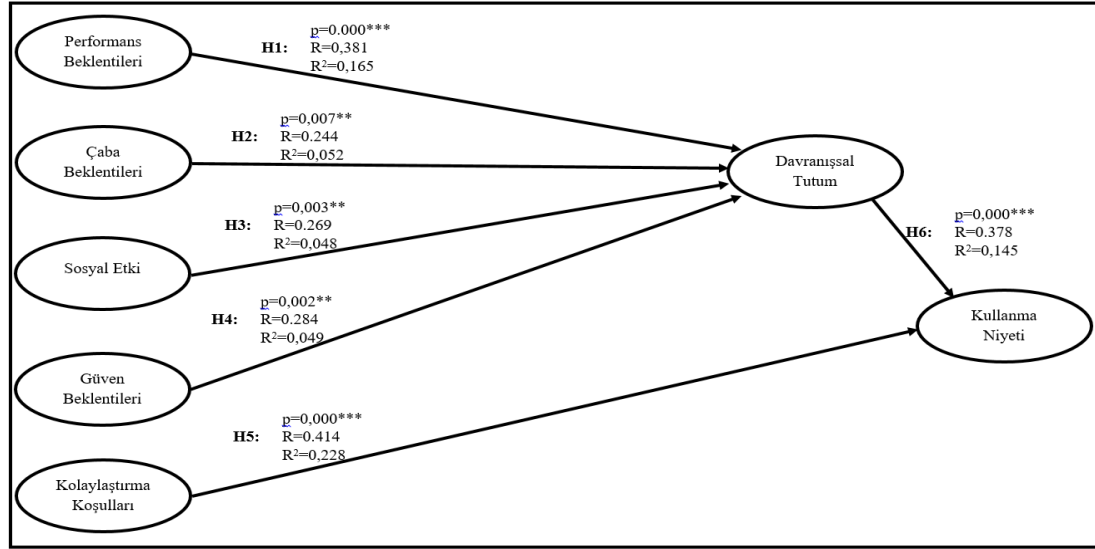 Performans
Beklentileri
H1:
p=0.000***
R=0,381
R²=0,165
Çaba
Beklentileri
H2:
p=0,007**
R=0.244
R²=0,052
Davranışsal
Tutum
Sosyal Etki
H3:
p=0,003**
R=0.269
R²=0,048
H6:
p=0,000***
R=0.378
R²=0,145
Güven
Beklentileri
H4:
p=0,002**
R=0.284
R²=0,049
Kullanma
Niyeti
Kolaylaştırma
Koşulları
H5:
p=0,000***
R=0.414
R²=0,228